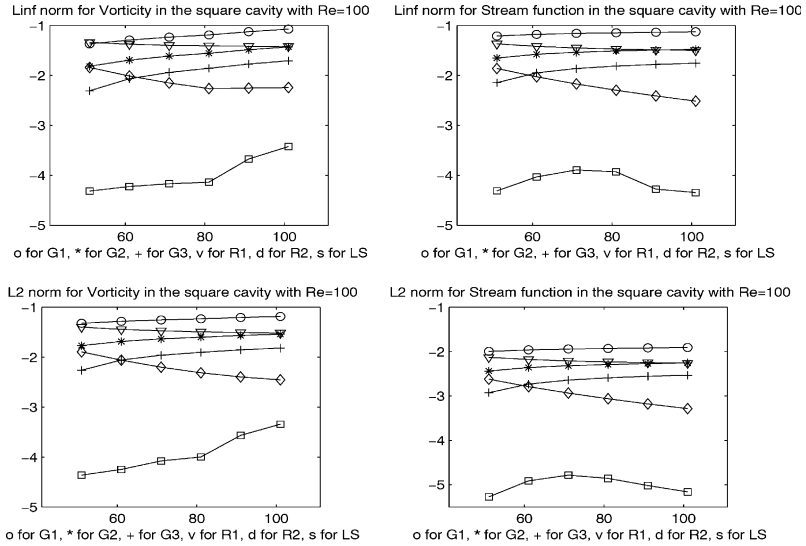 Linf norm for Vorticity in the square cavity with Re=100
-1
-2
-3
-4
-5
60 80 100
o for G1, * for G2, + for G3, v for R1, d for R2, s for LS
Linf norm for Stream function in the square cavity with Re=100
-1
-2
-3
-4
-5
60 80 100
o for G1, * for G2, + for G3, v for R1, d for R2, s for LS
L2 norm for Vorticity in the square cavity with Re=100
-1
-2
-3
-4
-5
60 80 100
o for G1, * for G2, + for G3, v for R1, d for R2, s for LS
L2 norm for Stream function in the square cavity with Re=100
-1
-2
-3
-4
-5
60 80 100
o for G1, * for G2, + for G3, v for R1, d for R2, s for LS